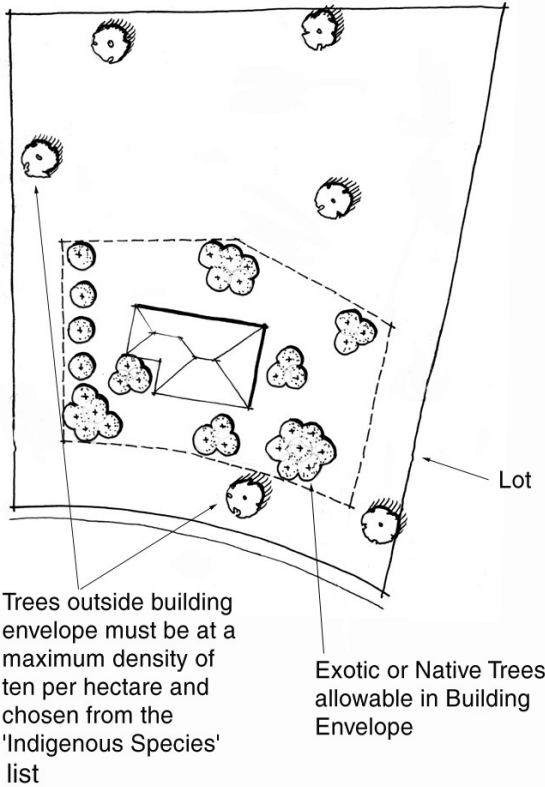 Lot
Trees outside building
envelope must be at a
maximum density of
ten per hectare and
chosen from the
'Indigenous Species'
list
Exotic or Native Trees
allowable in Building
Envelope